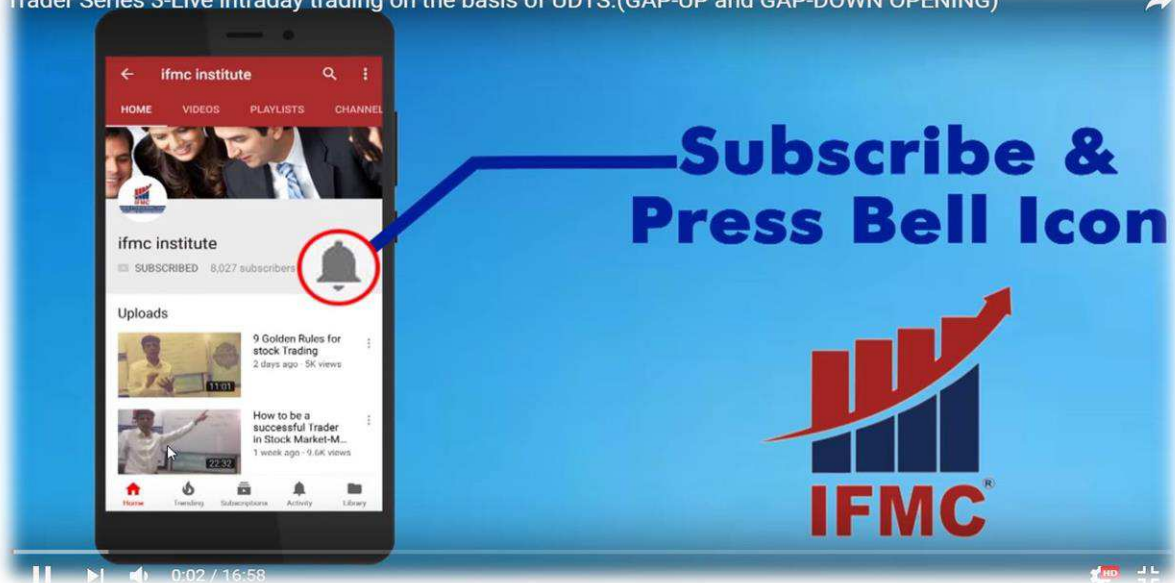 Trader Series 3-Live intraday trading on the basis of UDTS.(GAP-UP and GAP-DOWN OPENING)
ifmc institute
HOME VIDEOS PLAYLISTS CHANNEL
IFMC
ifmc institute
SUBSCRIBED 8,027 subscribers
Uploads
9 Golden Rules for
stock Trading
2 days ago · 5K views
11:01
How to be a
successful Trader
in Stock Market-M...
1 week ago · 9.6K views
22:32
Home Trending Subscriptions Activity Library
Subscribe &
Press Bell Icon
IFMC®
0:02 / 16:58
HD